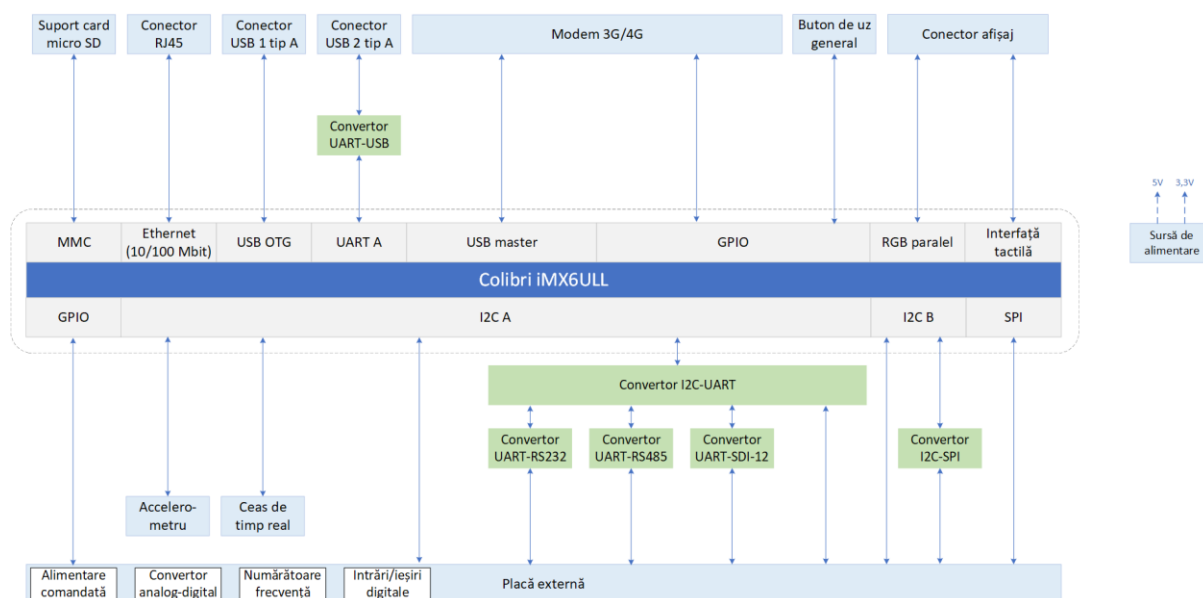 Suport card
micro SD
Conector
RJ45
Conector
USB 1 tip A
Conector
USB 2 tip A
Modem 3G/4G
Buton de uz
general
Conector afișaj
Convertor
UART-USB
5V
3,3V
Sursă de
alimentare
MMC
Ethernet
(10/100 Mbit)
USB OTG
UART A
USB master
GPIO
RGB paralel
Interfață
tactilă
Colibri iMX6ULL
GPIO
I2C A
I2C B
SPI
Convertor I2C-UART
Convertor
UART-RS232
Convertor
UART-RS485
Convertor
UART-SDI-12
Convertor
I2C-SPI
Accelero-
metru
Ceas de
timp real
Alimentare
comandată
Convertor
analog-digital
Numărătoare
frecvență
Intrări/ieșiri
digitale
Placă externă